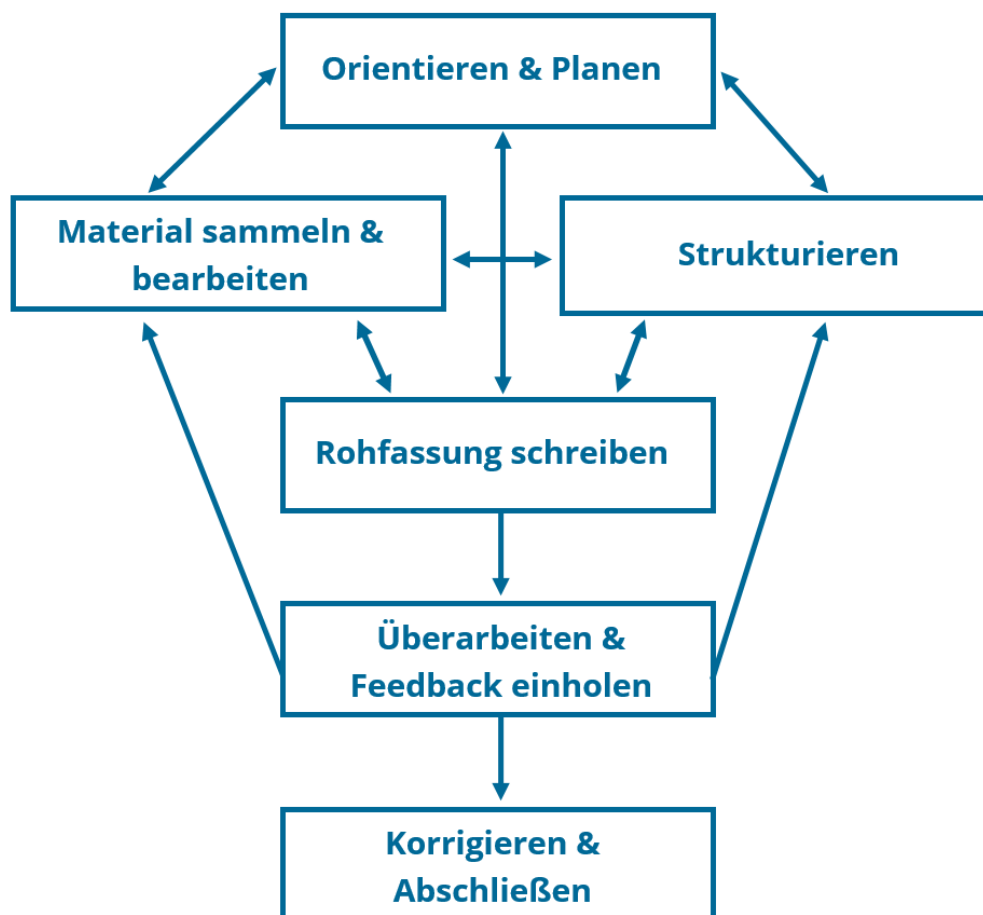 Orientieren & Planen
Material sammeln &
bearbeiten
Strukturieren
Rohfassung schreiben
Überarbeiten &
Feedback einholen
Korrigieren &
Abschließen